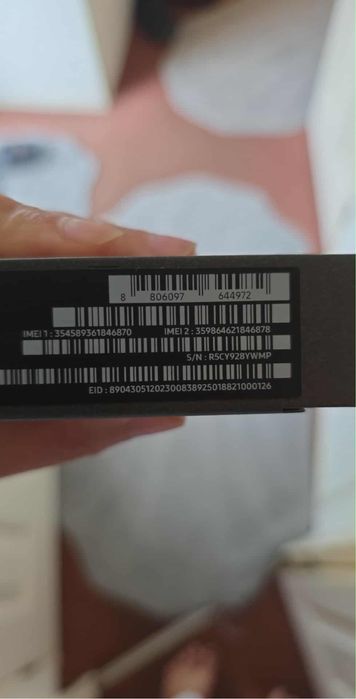 8 806097 644972
IMEI 1 : 354589361846870 IMEI 2 : 359864621846878
S/N : R5CY928YWMP
EID : 89043051202300838925018821000126